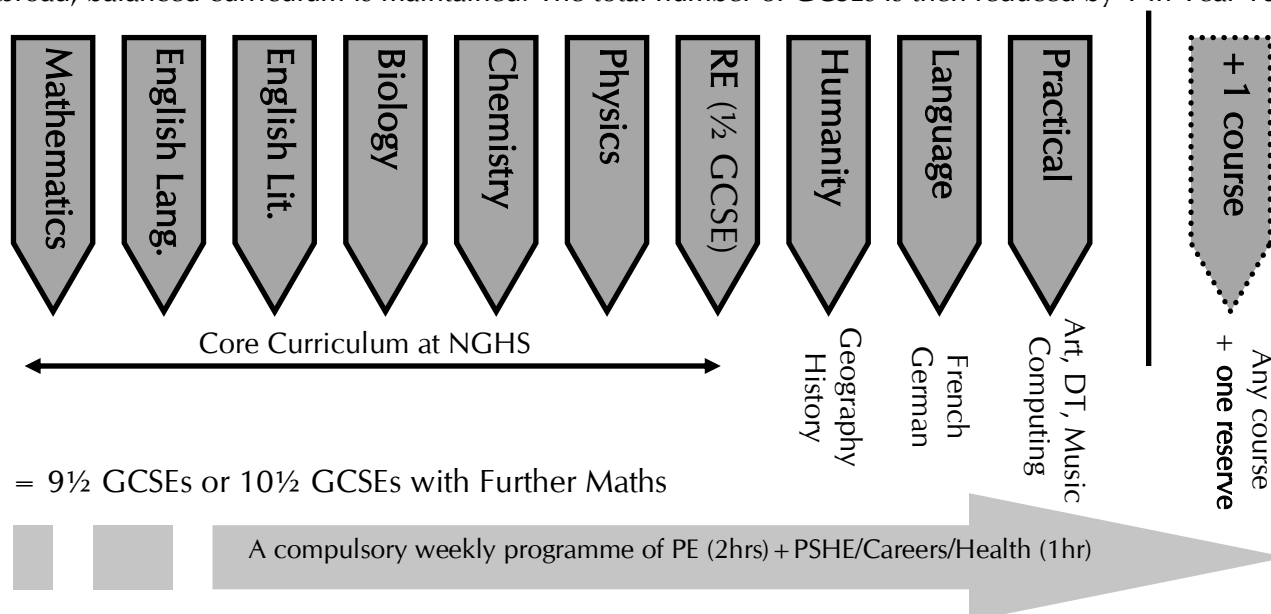 broad, balanced curriculum is maintained. The total number of GCSEs is then reduced by 1 in Year 10
Mathematics
English Lang.
English Lit.
Biology
Chemistry
Physics
RE (½ GCSE)
Humanity
Language
Practical
+ 1 course
Core Curriculum at NGHS
Geography
History
French
German
Art, DT, Music
Computing
Any course
+ one reserve
= 9½ GCSEs or 10½ GCSEs with Further Maths
A compulsory weekly programme of PE (2hrs) + PSHE/Careers/Health (1hr)